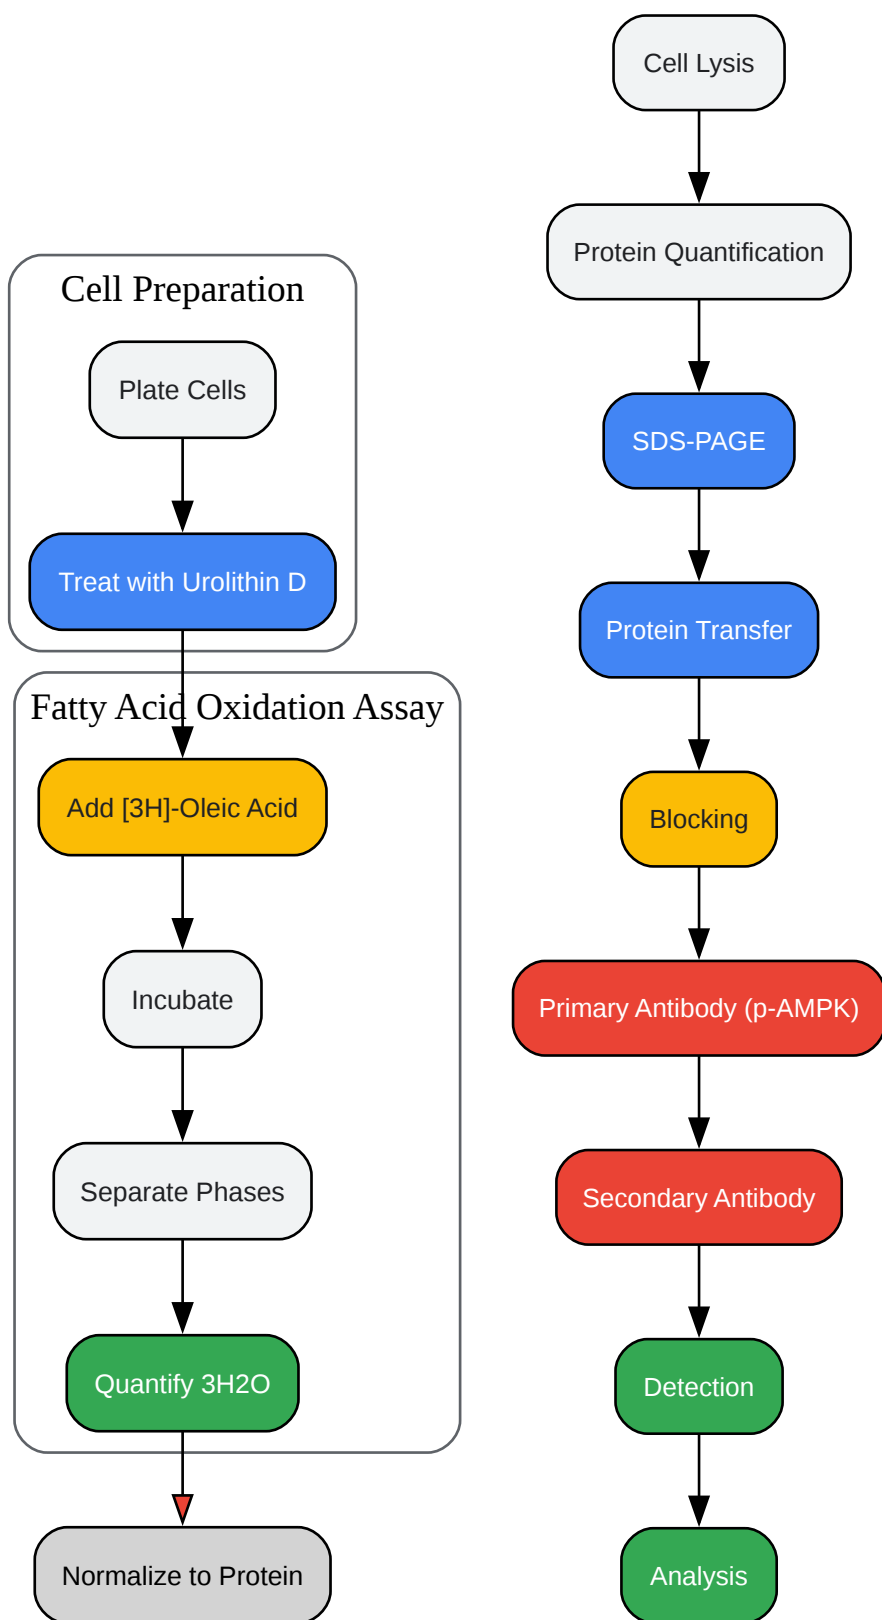 Cell Preparation
Plate Cells
Treat with Urolithin D
Fatty Acid Oxidation Assay
Add [3H]-Oleic Acid
Incubate
Separate Phases
Quantify 3H2O
Normalize to Protein
Cell Lysis
Protein Quantification
SDS-PAGE
Protein Transfer
Blocking
Primary Antibody (p-AMPK)
Secondary Antibody
Detection
Analysis